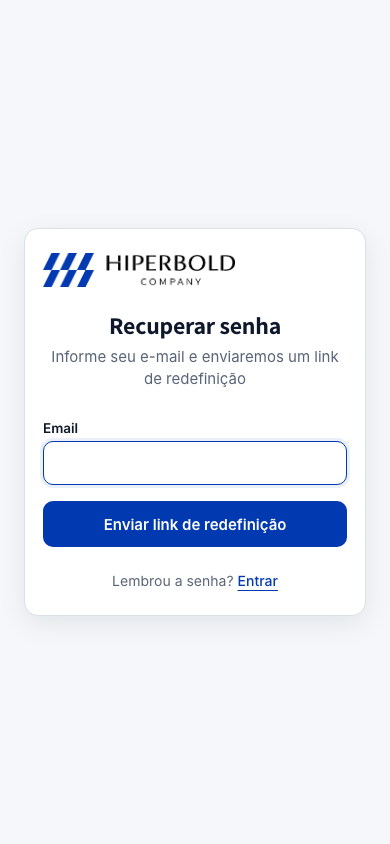 HIPERBOLD
COMPANY
Recuperar senha
Informe seu e-mail e enviaremos um link
de redefinição
Email
Enviar link de redefinição
Lembrou a senha? Entrar